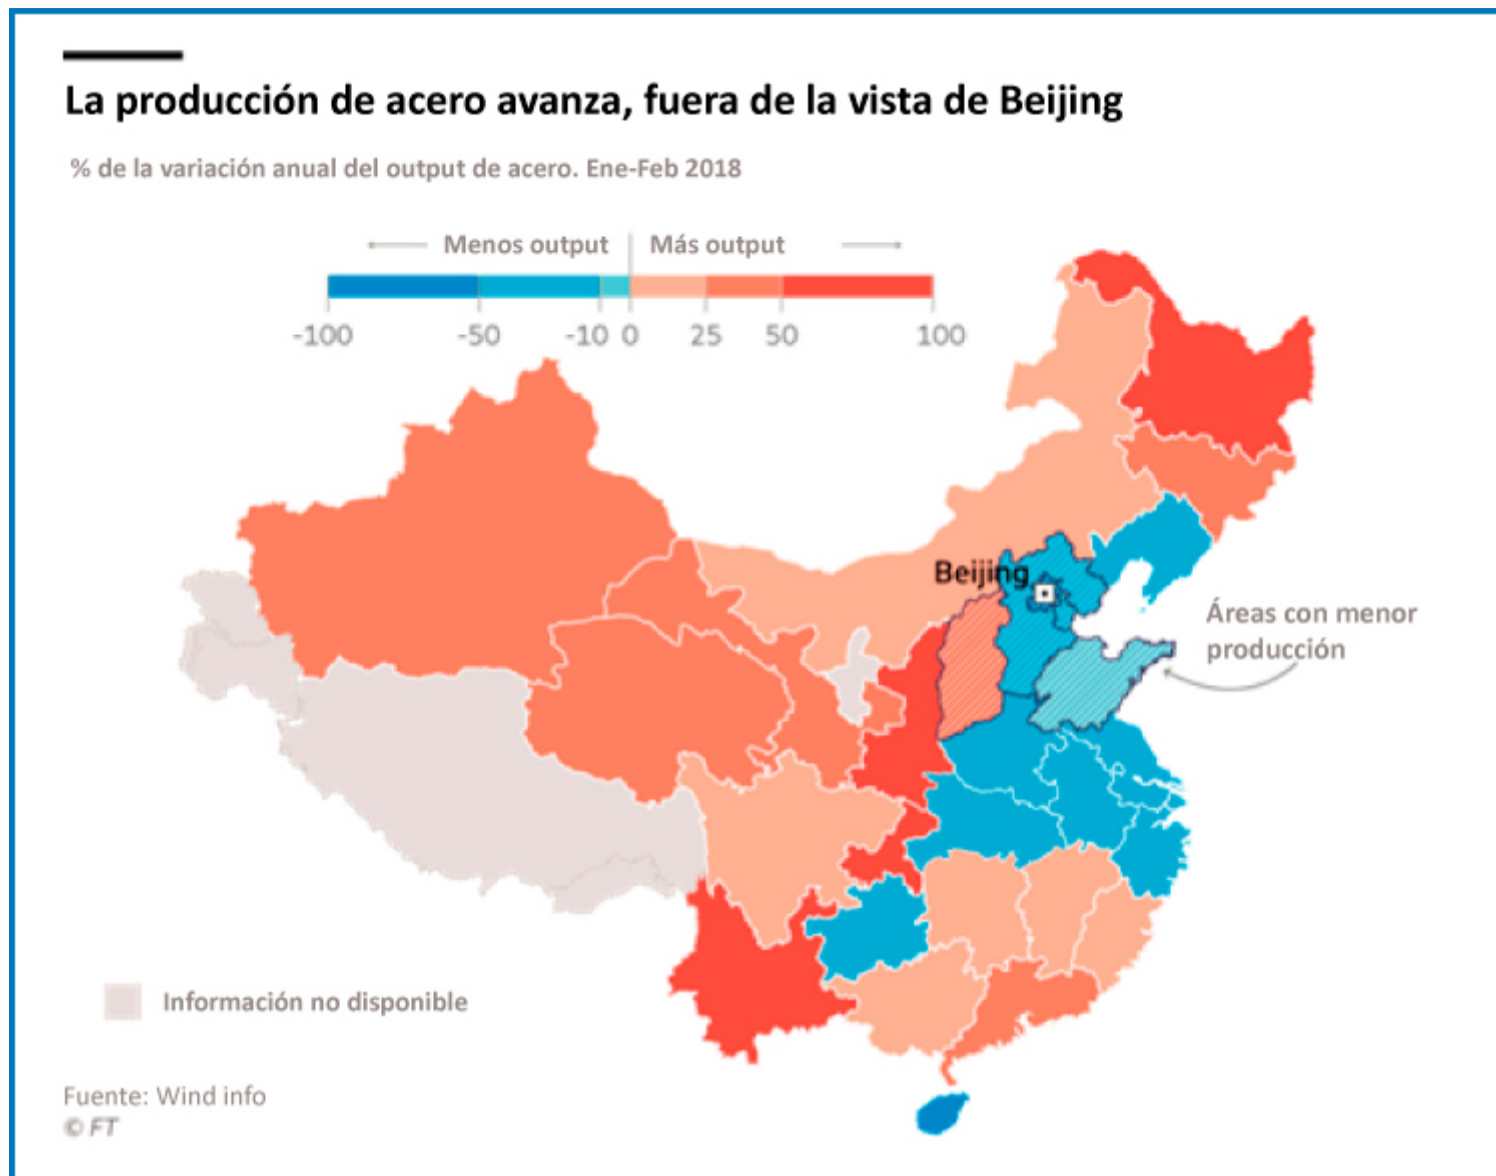 La producción de acero avanza, fuera de la vista de Beijing
% de la variación anual del output de acero. Ene-Feb 2018
Menos output Más output
-100 -50 -10 0 25 50 100
Beijing
Áreas con menor
producción
Información no disponible
Fuente: Wind info
© FT